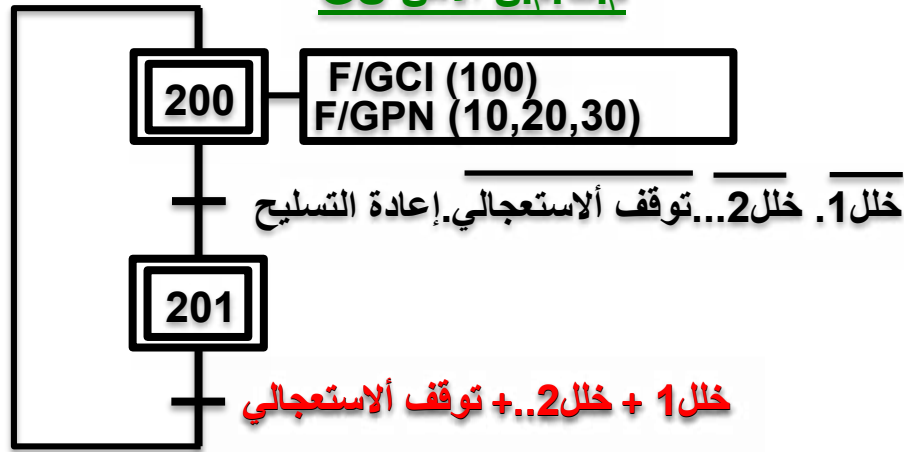 200
F/GCI (100)
F/GPN (10,20,30)
خلل1. خلل2...توقف ألاستعجالي.إعادة التسليح
201
خلل1 + خلل2..+ توقف ألاستعجالي